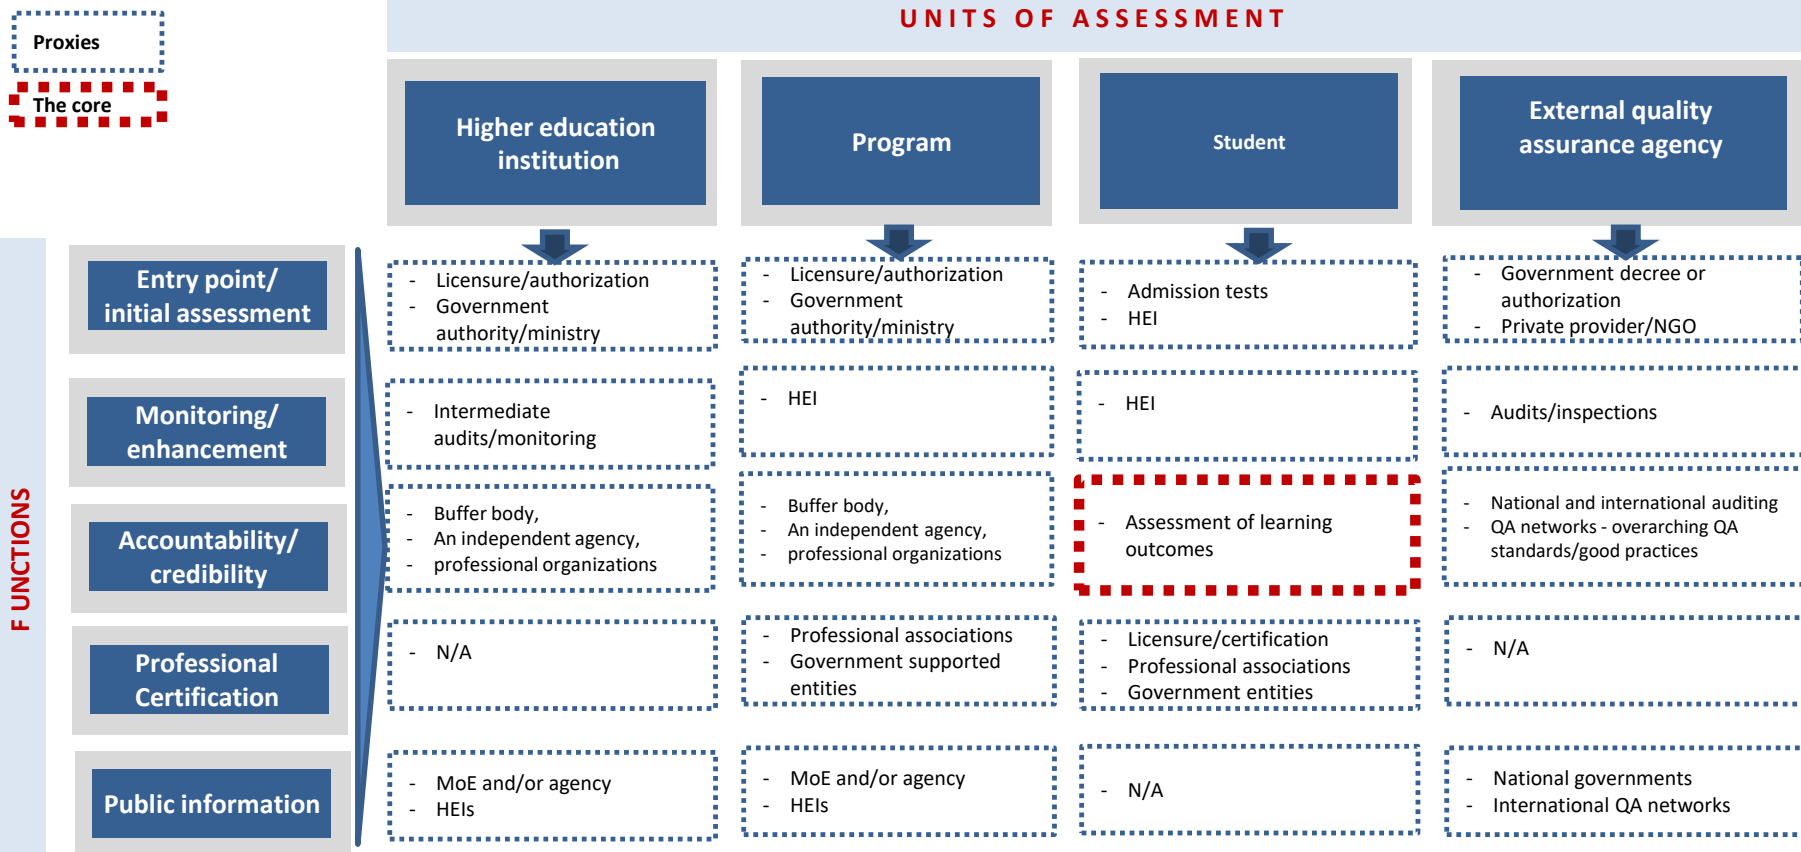 UNITS OF ASSESSMENT
Proxies
The core
Higher education
institution
Program
Student
External quality
assurance agency
FUNCTIONS
Entry point/
initial assessment
- Licensure/authorization
- Government
authority/ministry
- Licensure/authorization
- Government
authority/ministry
- Admission tests
- HEI
- Government decree or
authorization
- Private provider/NGO
Monitoring/
enhancement
- Intermediate
audits/monitoring
- HEI
- HEI
- Audits/inspections
Accountability/
credibility
- Buffer body,
- An independent agency,
- professional organizations
- Buffer body,
- An independent agency,
- professional organizations
- Assessment of learning
outcomes
- National and international auditing
- QA networks - overarching QA
standards/good practices
Professional
Certification
- N/A
- Professional associations
- Government supported
entities
- Licensure/certification
- Professional associations
- Government entities
- N/A
Public information
- MoE and/or agency
- HEIs
- MoE and/or agency
- HEIs
- N/A
- National governments
- International QA networks